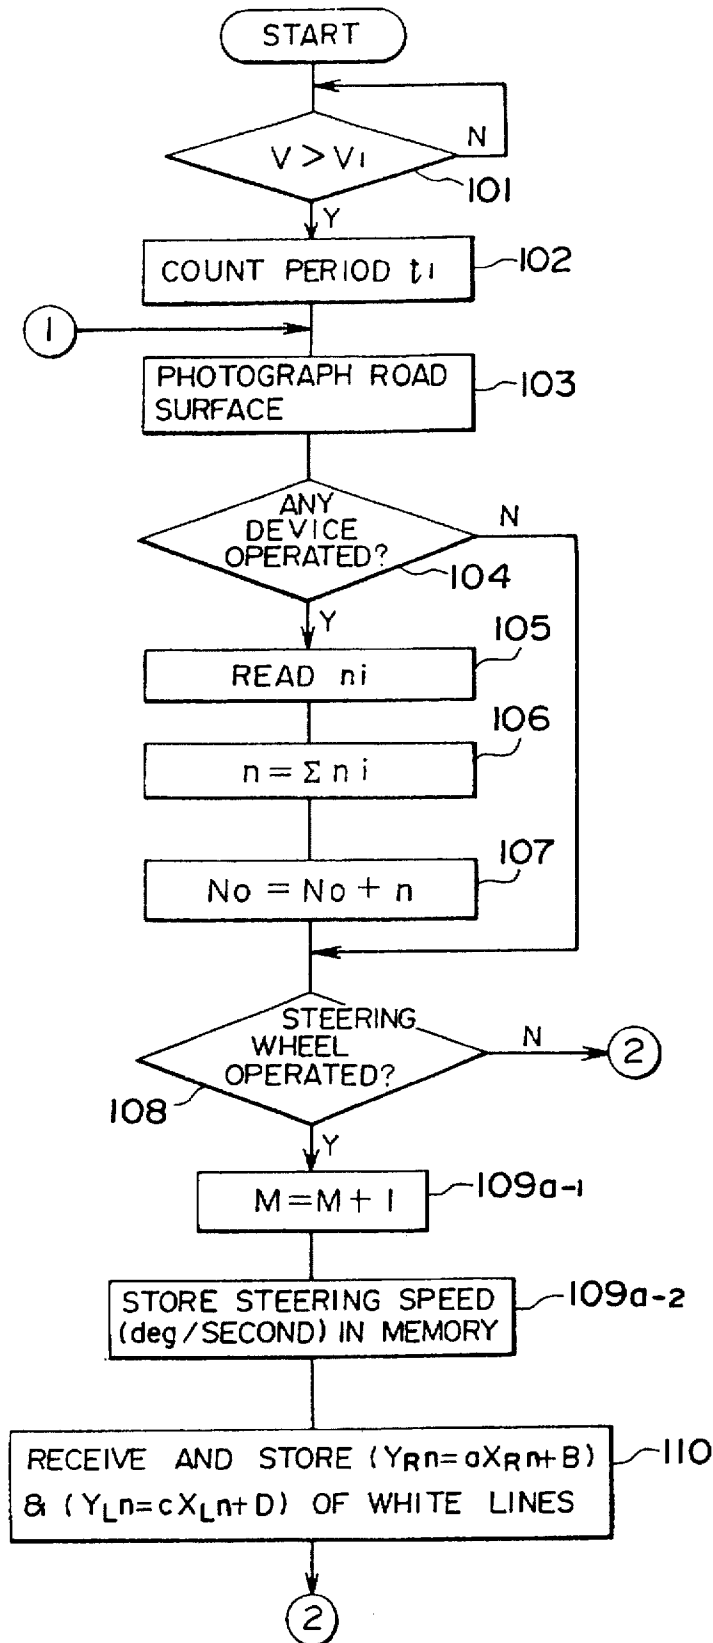 START
V > V1
N
101
Y
COUNT PERIOD t1
102
1
PHOTOGRAPH ROAD
SURFACE
103
ANY
DEVICE
OPERATED?
N
104
Y
105
READ ni
106
n = Σ ni
107
No = No + n
STEERING
WHEEL
OPERATED?
N
2
108
Y
M = M + 1
109a-1
STORE STEERING SPEED
(deg/SECOND) IN MEMORY
109a-2
RECEIVE AND STORE (YRn=aXRn+B)
& (YLn=cXLn+D) OF WHITE LINES
110
2